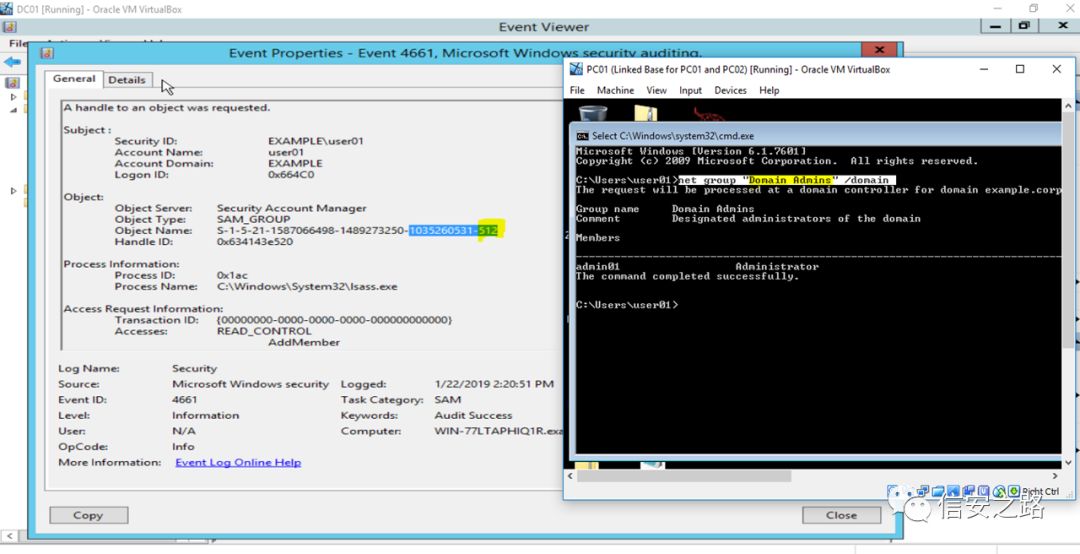 DC01 [Running] - Oracle VM VirtualBox
Event Viewer
File
Event Properties - Event 4661, Microsoft Windows security auditing.
General
Details
A handle to an object was requested.
Subject :
Security ID: EXAMPLE\user01
Account Name: user01
Account Domain: EXAMPLE
Logon ID: 0x664C0
Object:
Object Server: Security Account Manager
Object Type: SAM_GROUP
Object Name: S-1-5-21-1587066498-1489273250-1035260531-512
Handle ID: 0x634143e520
Process Information:
Process ID: 0x1ac
Process Name: C:\Windows\System32\lsass.exe
Access Request Information:
Transaction ID: {00000000-0000-0000-0000-000000000000}
Accesses: READ_CONTROL
AddMember
Log Name: Security
Source: Microsoft Windows security Logged: 1/22/2019 2:20:51 PM
Event ID: 4661 Task Category: SAM
Level: Information Keywords: Audit Success
User: N/A Computer: WIN-77LTAPHIQ1R.exa
OpCode: Info
More Information: Event Log Online Help
Copy
Close
PC01 (Linked Base for PC01 and PC02) [Running] - Oracle VM VirtualBox
File Machine View Input Devices Help
Select C:\Windows\system32\cmd.exe
Microsoft Windows [Version 6.1.7601]
Copyright (c) 2009 Microsoft Corporation. All rights reserved.
C:\Users\user01>net group "Domain Admins" /domain
The request will be processed at a domain controller for domain example.corp
Group name Domain Admins
Comment Designated administrators of the domain
Members
admin01 Administrator
The command completed successfully.
C:\Users\user01>
Right Ctrl
信安之路